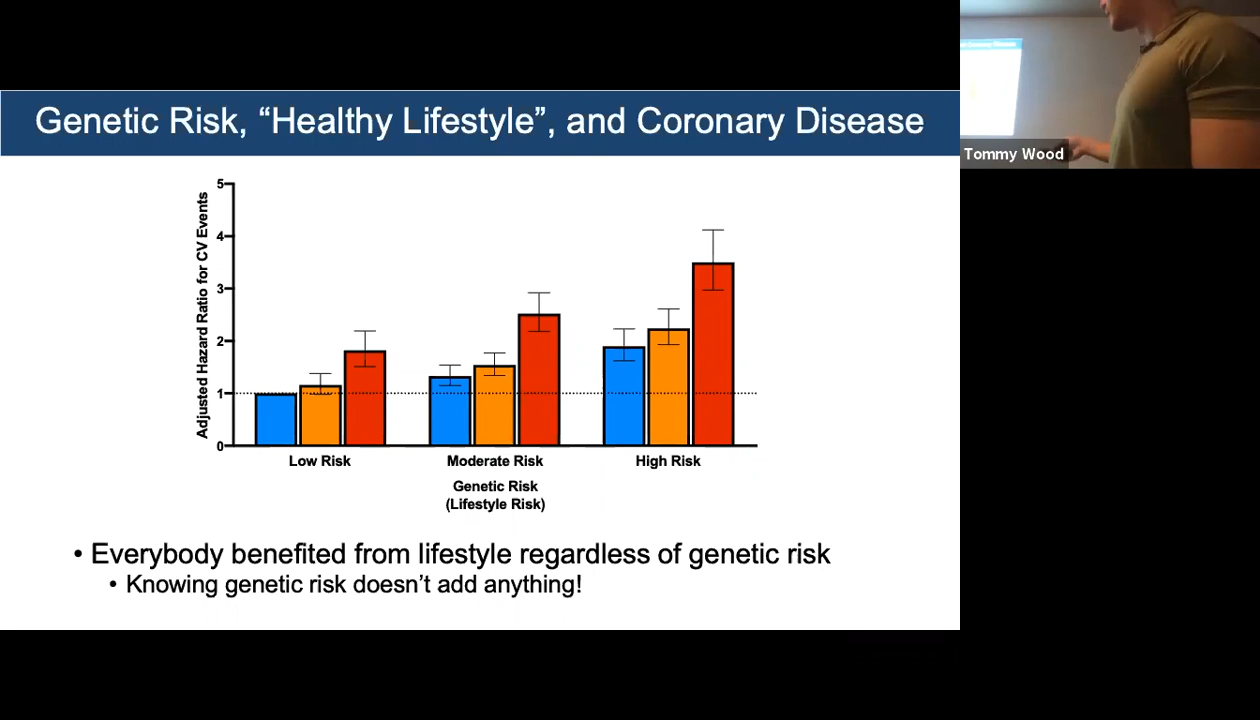 Genetic Risk, “Healthy Lifestyle”, and Coronary Disease
Tommy Wood
Adjusted Hazard Ratio for CV Events
5
4
3
2
1
0
Low Risk
Moderate Risk
High Risk
Genetic Risk
(Lifestyle Risk)
• Everybody benefited from lifestyle regardless of genetic risk
• Knowing genetic risk doesn’t add anything!